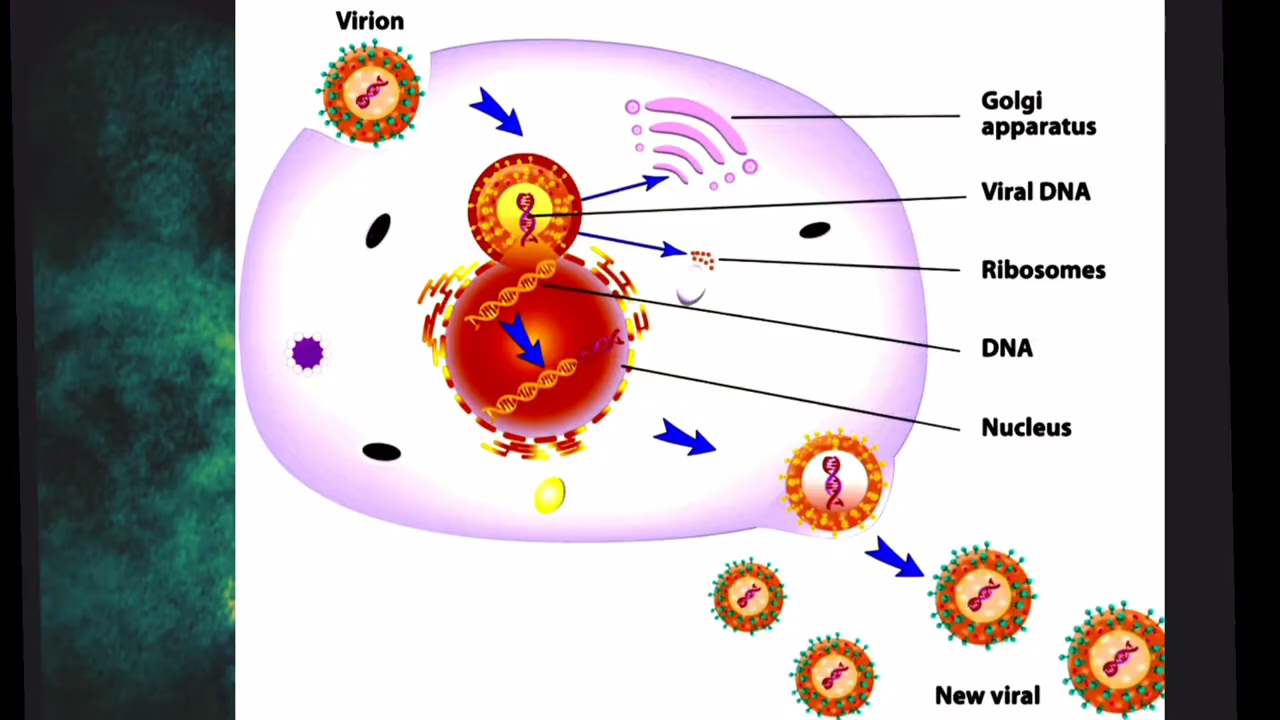 Virion
Golgi
apparatus
Viral DNA
Ribosomes
DNA
Nucleus
New viral